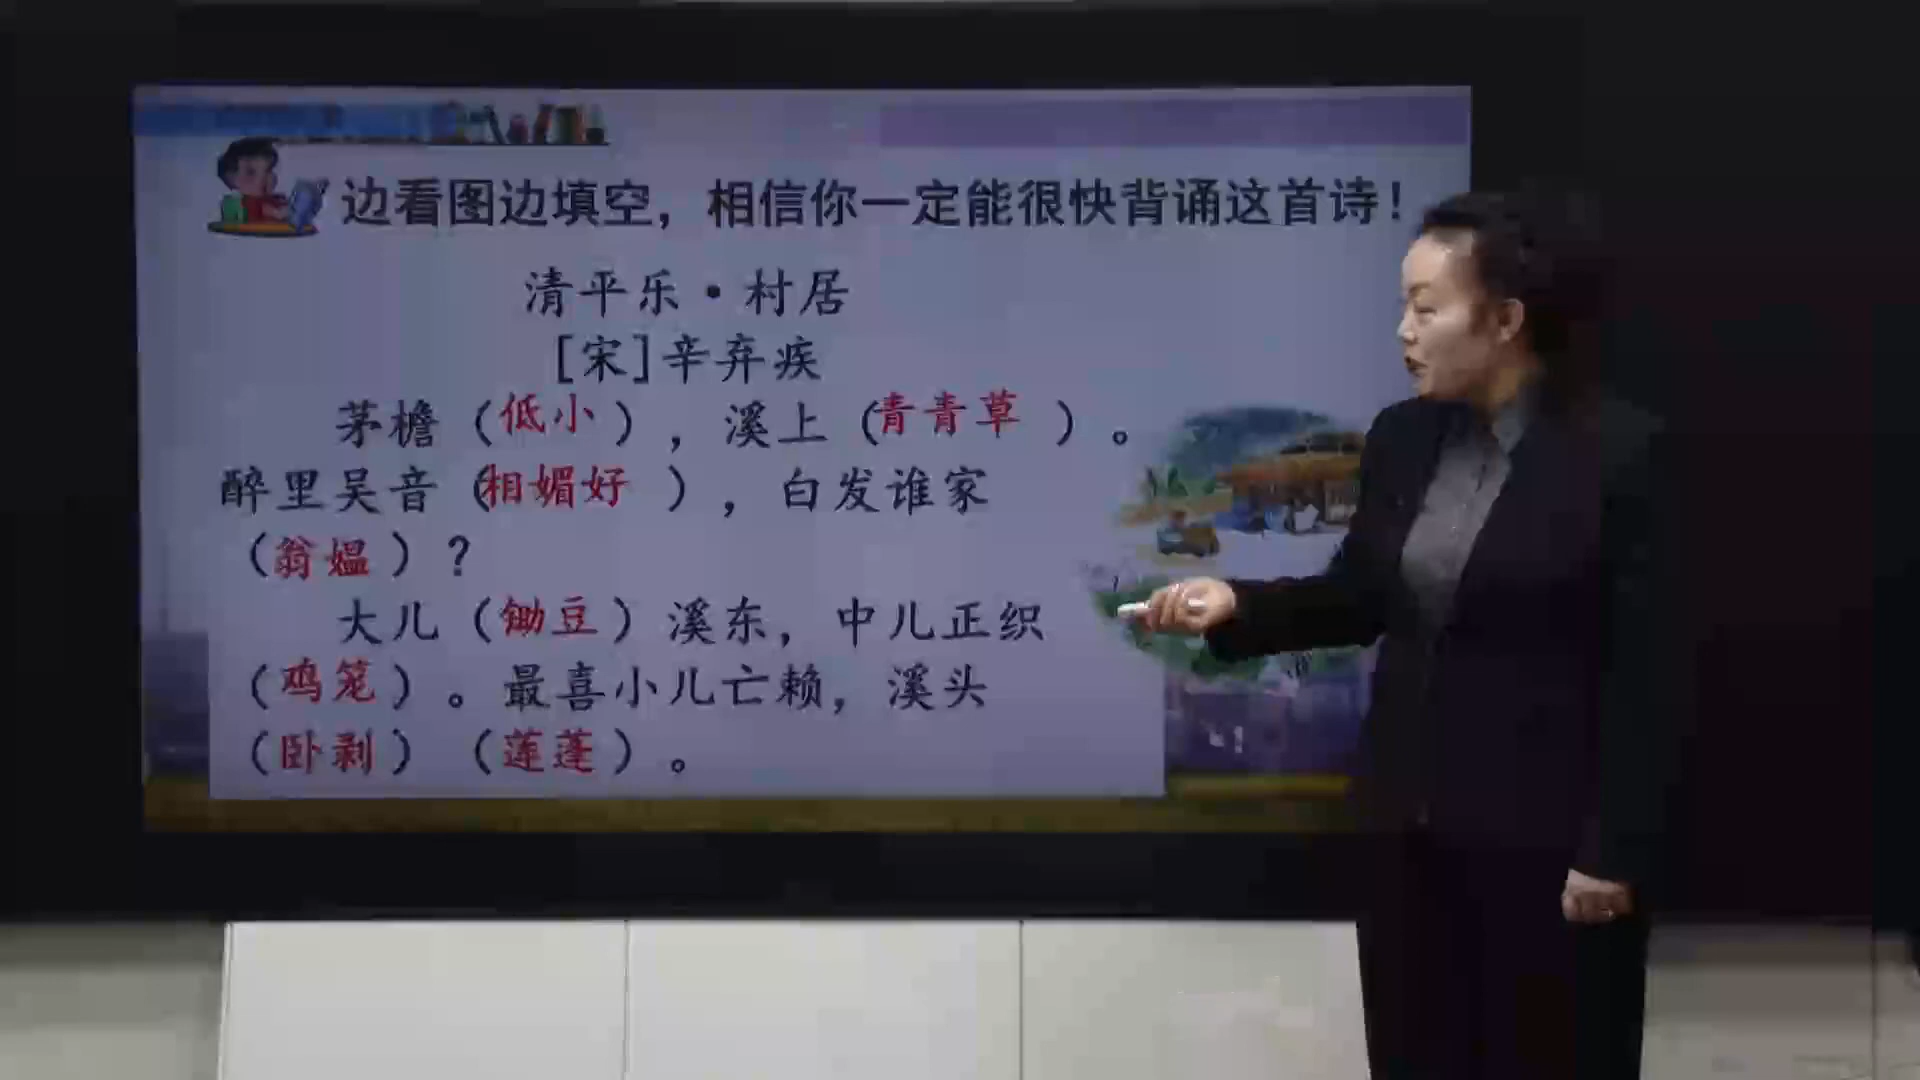 边看图边填空，相信你一定能很快背诵这首诗！
清平乐·村居
[宋]辛弃疾
茅檐（低小），溪上（青青草）。
醉里吴音（相媚好），白发谁家
（翁媪）？
大儿（锄豆）溪东，中儿正织
（鸡笼）。最喜小儿亡赖，溪头
（卧剥）（莲蓬）。